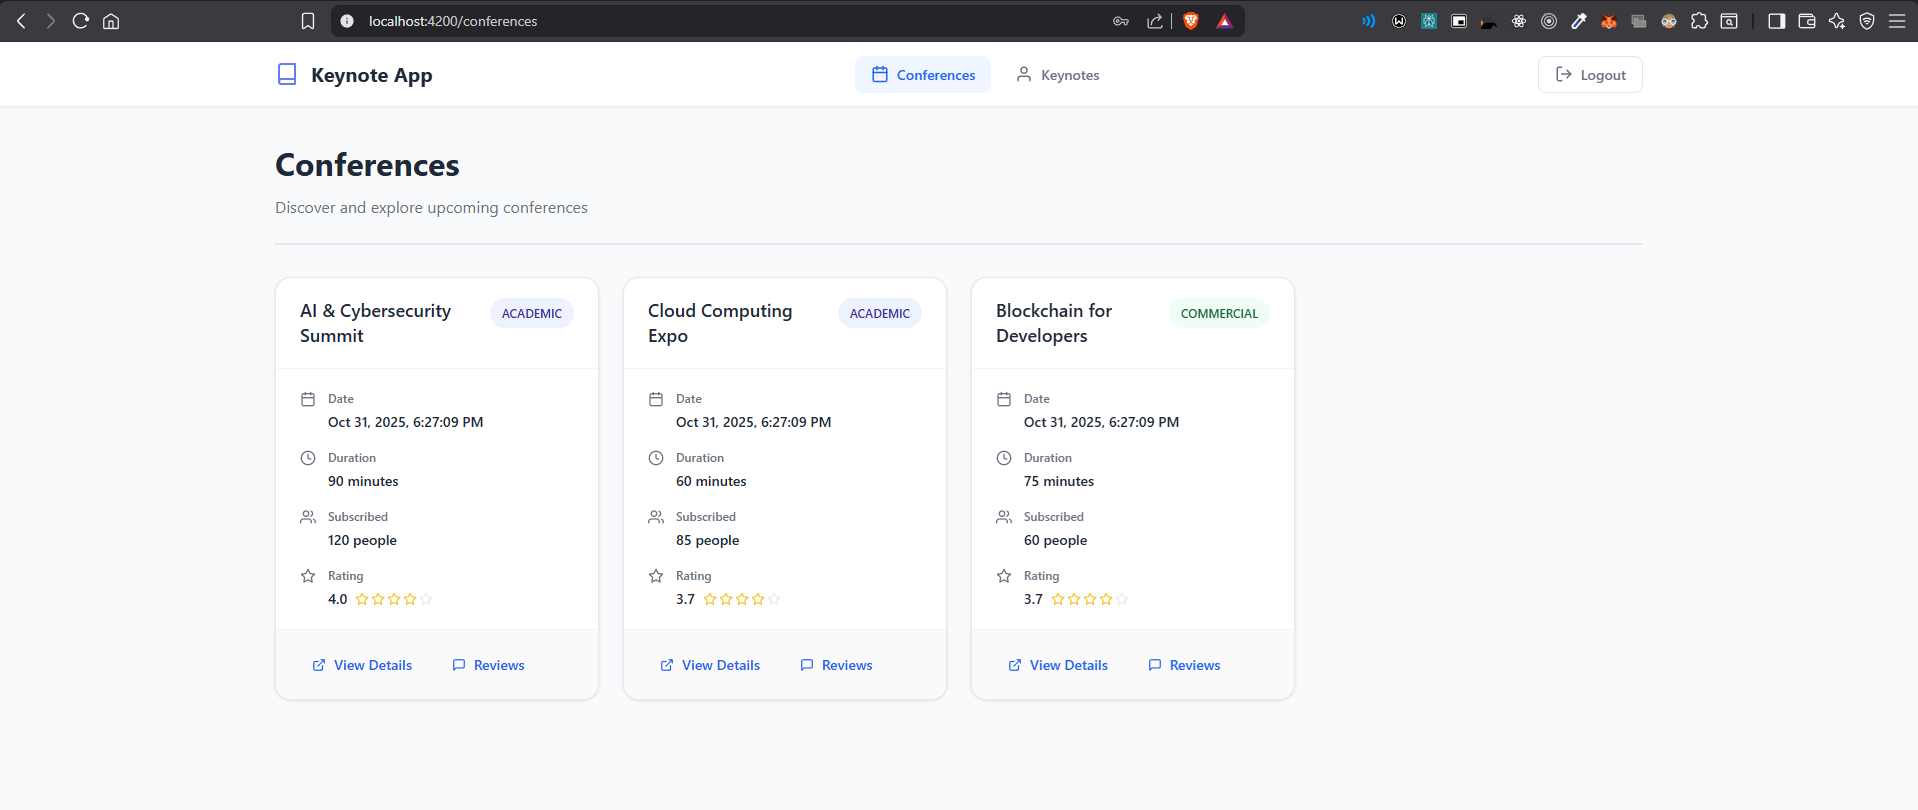 localhost:4200/conferences
Keynote App
Conferences
Keynotes
Logout
Conferences
Discover and explore upcoming conferences
AI & Cybersecurity
Summit
ACADEMIC
Date
Oct 31, 2025, 6:27:09 PM
Duration
90 minutes
Subscribed
120 people
Rating
4.0
View Details
Reviews
Cloud Computing
Expo
ACADEMIC
Date
Oct 31, 2025, 6:27:09 PM
Duration
60 minutes
Subscribed
85 people
Rating
3.7
View Details
Reviews
Blockchain for
Developers
COMMERCIAL
Date
Oct 31, 2025, 6:27:09 PM
Duration
75 minutes
Subscribed
60 people
Rating
3.7
View Details
Reviews